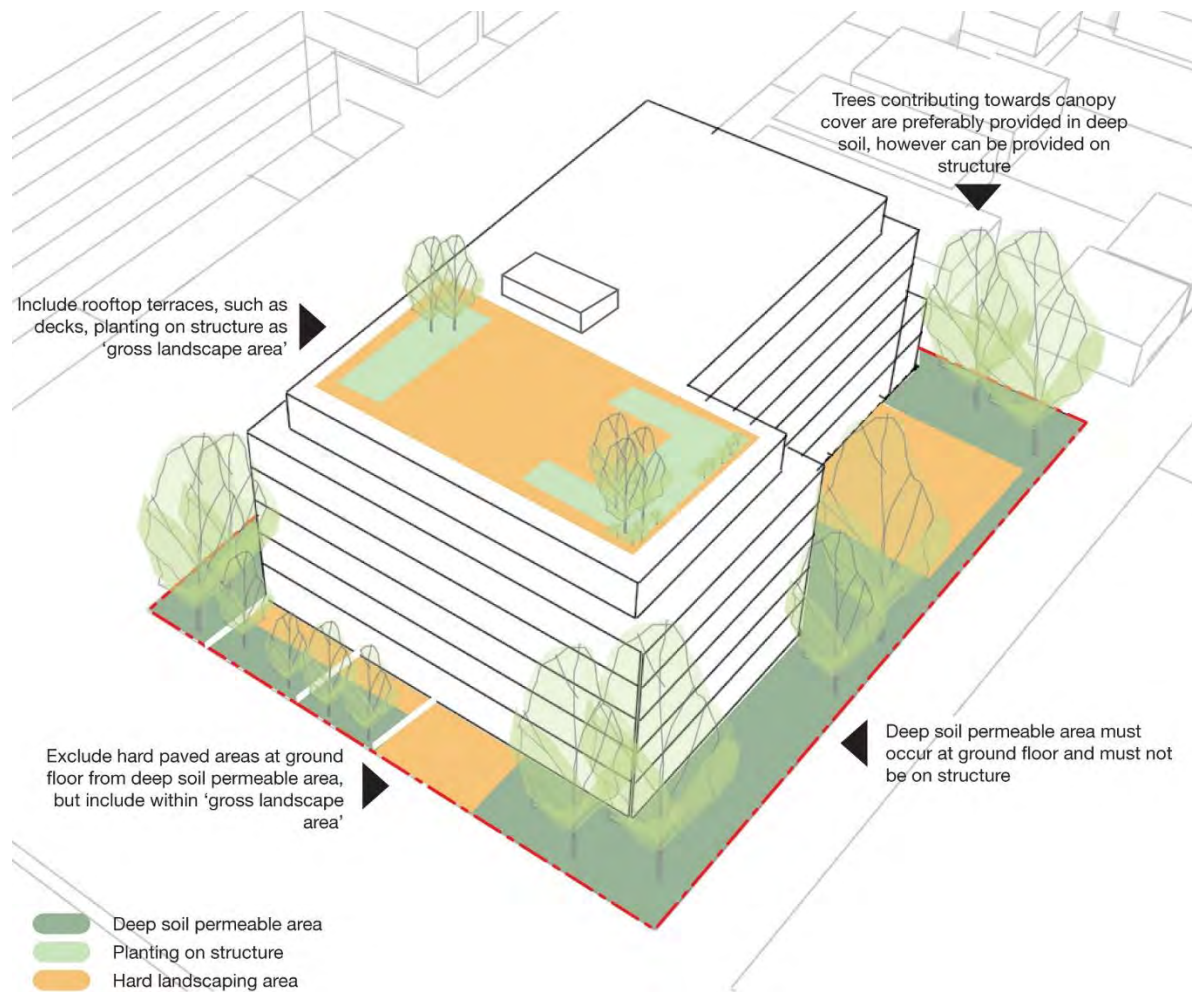 Trees contributing towards canopy
cover are preferably provided in deep
soil, however can be provided on
structure
Include rooftop terraces, such as
decks, planting on structure as
‘gross landscape area’
Deep soil permeable area must
occur at ground floor and must not
be on structure
Exclude hard paved areas at ground
floor from deep soil permeable area,
but include within ‘gross landscape
area’
Deep soil permeable area
Planting on structure
Hard landscaping area